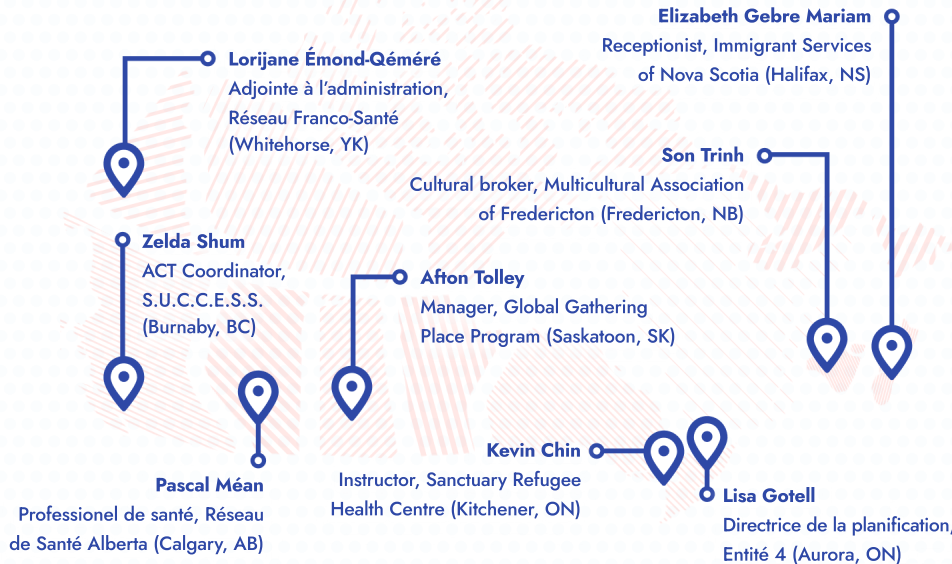 Elizabeth Gebre Mariam
Receptionist, Immigrant Services
of Nova Scotia (Halifax, NS)
Lorijane Émond-Qéméré
Adjointe à l’administration,
Réseau Franco-Santé
(Whitehorse, YK)
Son Trinh
Cultural broker, Multicultural Association
of Fredericton (Fredericton, NB)
Zelda Shum
ACT Coordinator,
S.U.C.C.E.S.S.
(Burnaby, BC)
Afton Tolley
Manager, Global Gathering
Place Program (Saskatoon, SK)
Kevin Chin
Instructor, Sanctuary Refugee
Health Centre (Kitchener, ON)
Pascal Méan
Professionel de santé, Réseau
de Santé Alberta (Calgary, AB)
Lisa Gotell
Directrice de la planification,
Entité 4 (Aurora, ON)